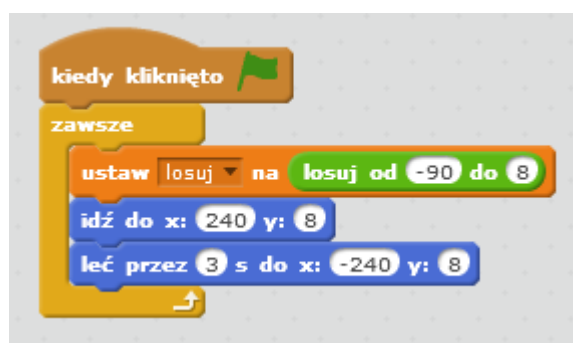 kiedy kliknięto
zawsze
ustaw losuj na losuj od -90 do 8
idź do x: 240 y: 8
leć przez 3 s do x: -240 y: 8